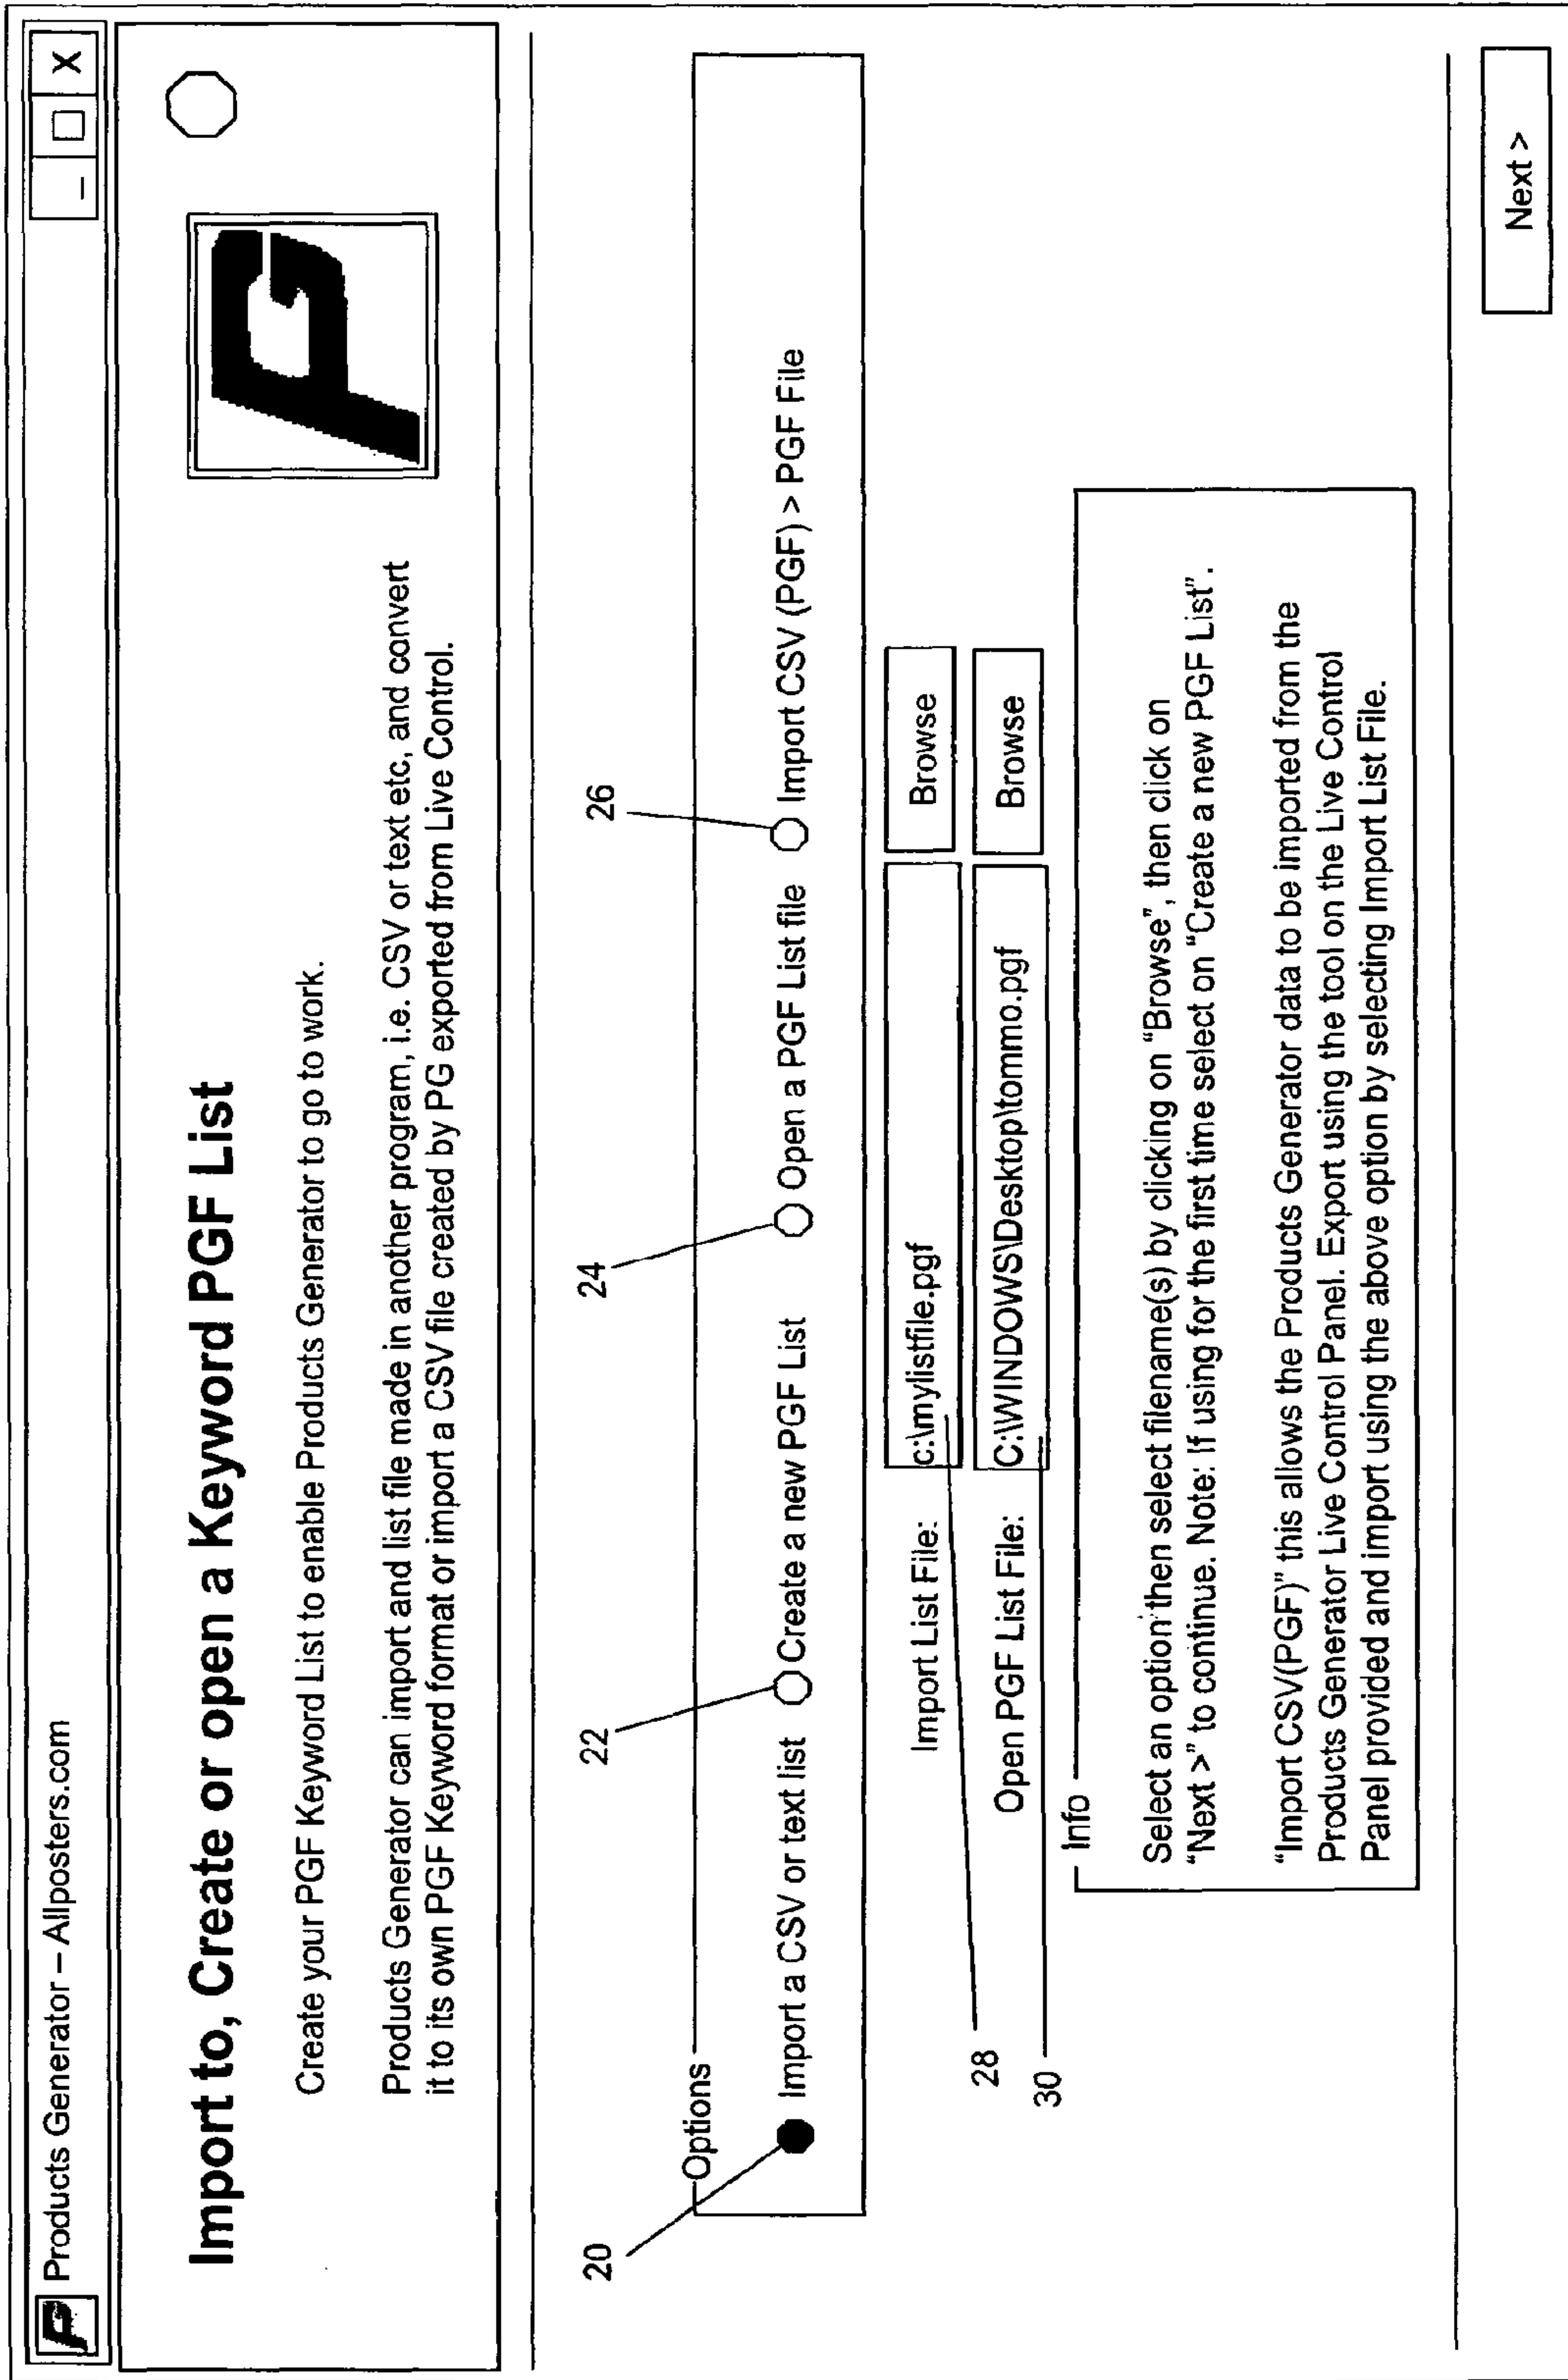 Products Generator – Allposters.com
_ □ X
Import to, Create or open a Keyword PGF List
PG
Create your PGF Keyword List to enable Products Generator to go to work.
Products Generator can import and list file made in another program, i.e. CSV or text etc, and convert
it to its own PGF Keyword format or import a CSV file created by PG exported from Live Control.
20
22
24
26
Options
Import a CSV or text list
Create a new PGF List
Open a PGF List file
Import CSV (PGF) > PGF File
Import List File:
c:\mylistfile.pgf
Browse
28
Open PGF List File:
C:\WINDOWS\Desktop\tommo.pgf
Browse
30
Info
Select an option then select filename(s) by clicking on "Browse", then click on
"Next >" to continue. Note: If using for the first time select on "Create a new PGF List".
"Import CSV(PGF)" this allows the Products Generator data to be imported from the
Products Generator Live Control Panel. Export using the tool on the Live Control
Panel provided and import using the above option by selecting Import List File.
Next >